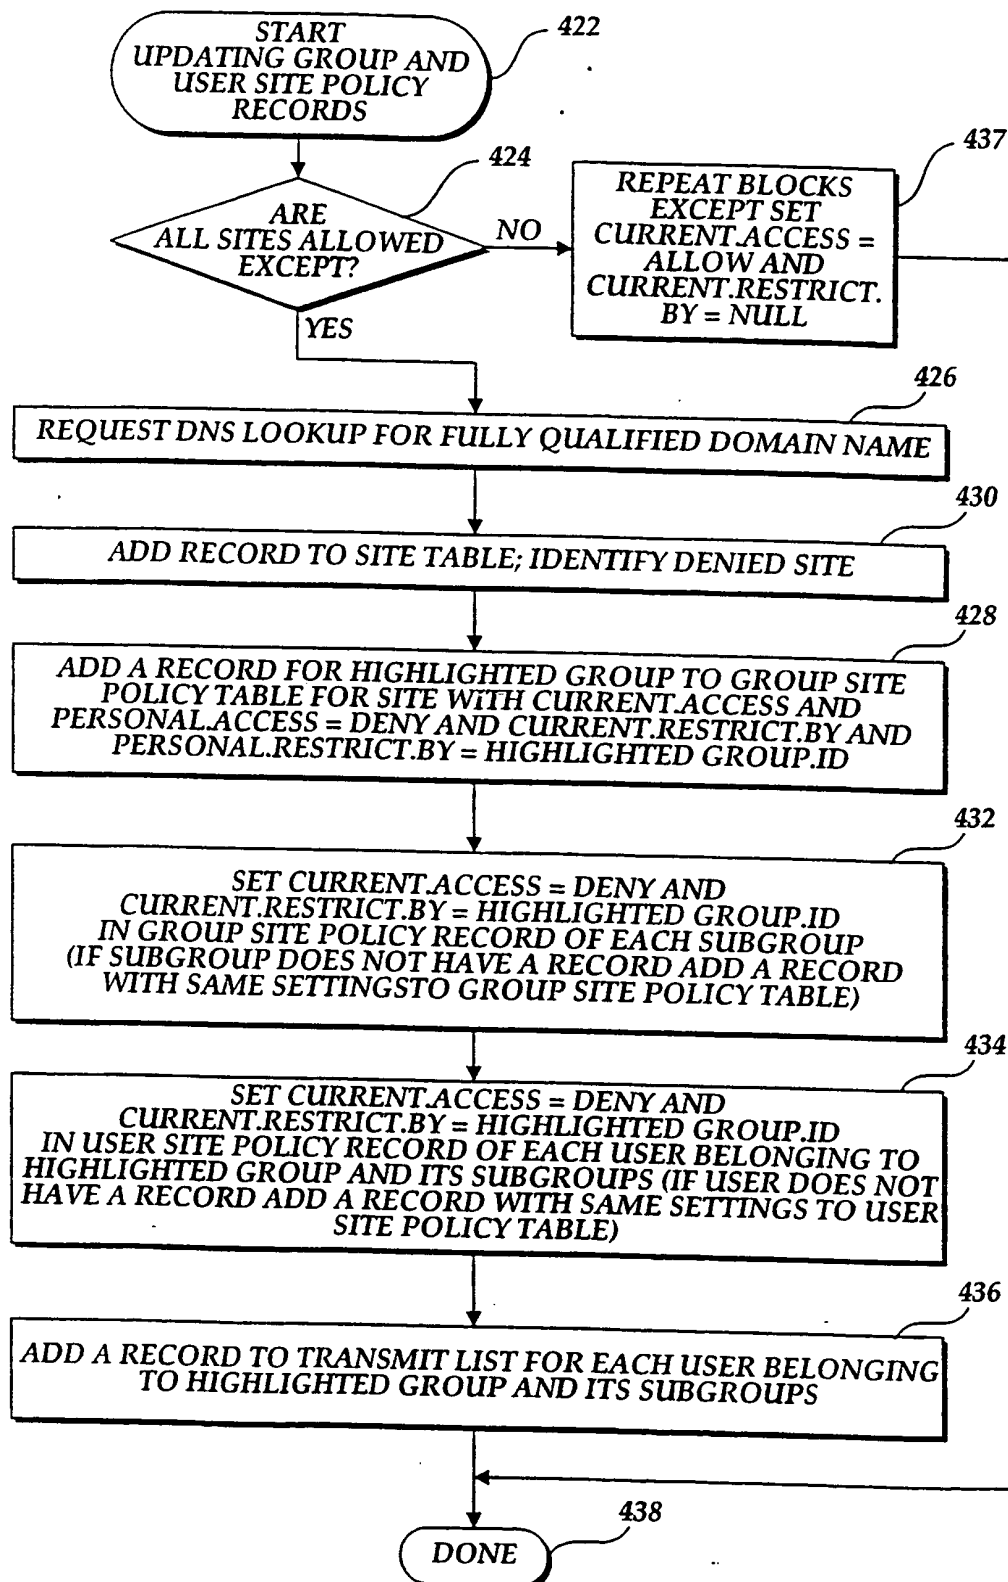 START
UPDATING GROUP AND
USER SITE POLICY
RECORDS
422
424
ARE
ALL SITES ALLOWED
EXCEPT?
NO
YES
437
REPEAT BLOCKS
EXCEPT SET
CURRENT.ACCESS =
ALLOW AND
CURRENT.RESTRICT.
BY = NULL
426
REQUEST DNS LOOKUP FOR FULLY QUALIFIED DOMAIN NAME
430
ADD RECORD TO SITE TABLE; IDENTIFY DENIED SITE
428
ADD A RECORD FOR HIGHLIGHTED GROUP TO GROUP SITE
POLICY TABLE FOR SITE WITH CURRENT.ACCESS AND
PERSONAL.ACCESS = DENY AND CURRENT.RESTRICT.BY AND
PERSONAL.RESTRICT.BY = HIGHLIGHTED GROUP.ID
432
SET CURRENT.ACCESS = DENY AND
CURRENT.RESTRICT.BY = HIGHLIGHTED GROUP.ID
IN GROUP SITE POLICY RECORD OF EACH SUBGROUP
(IF SUBGROUP DOES NOT HAVE A RECORD ADD A RECORD
WITH SAME SETTINGSTO GROUP SITE POLICY TABLE)
434
SET CURRENT.ACCESS = DENY AND
CURRENT.RESTRICT.BY = HIGHLIGHTED GROUP.ID
IN USER SITE POLICY RECORD OF EACH USER BELONGING TO
HIGHLIGHTED GROUP AND ITS SUBGROUPS (IF USER DOES NOT
HAVE A RECORD ADD A RECORD WITH SAME SETTINGS TO USER
SITE POLICY TABLE)
436
ADD A RECORD TO TRANSMIT LIST FOR EACH USER BELONGING
TO HIGHLIGHTED GROUP AND ITS SUBGROUPS
438
DONE